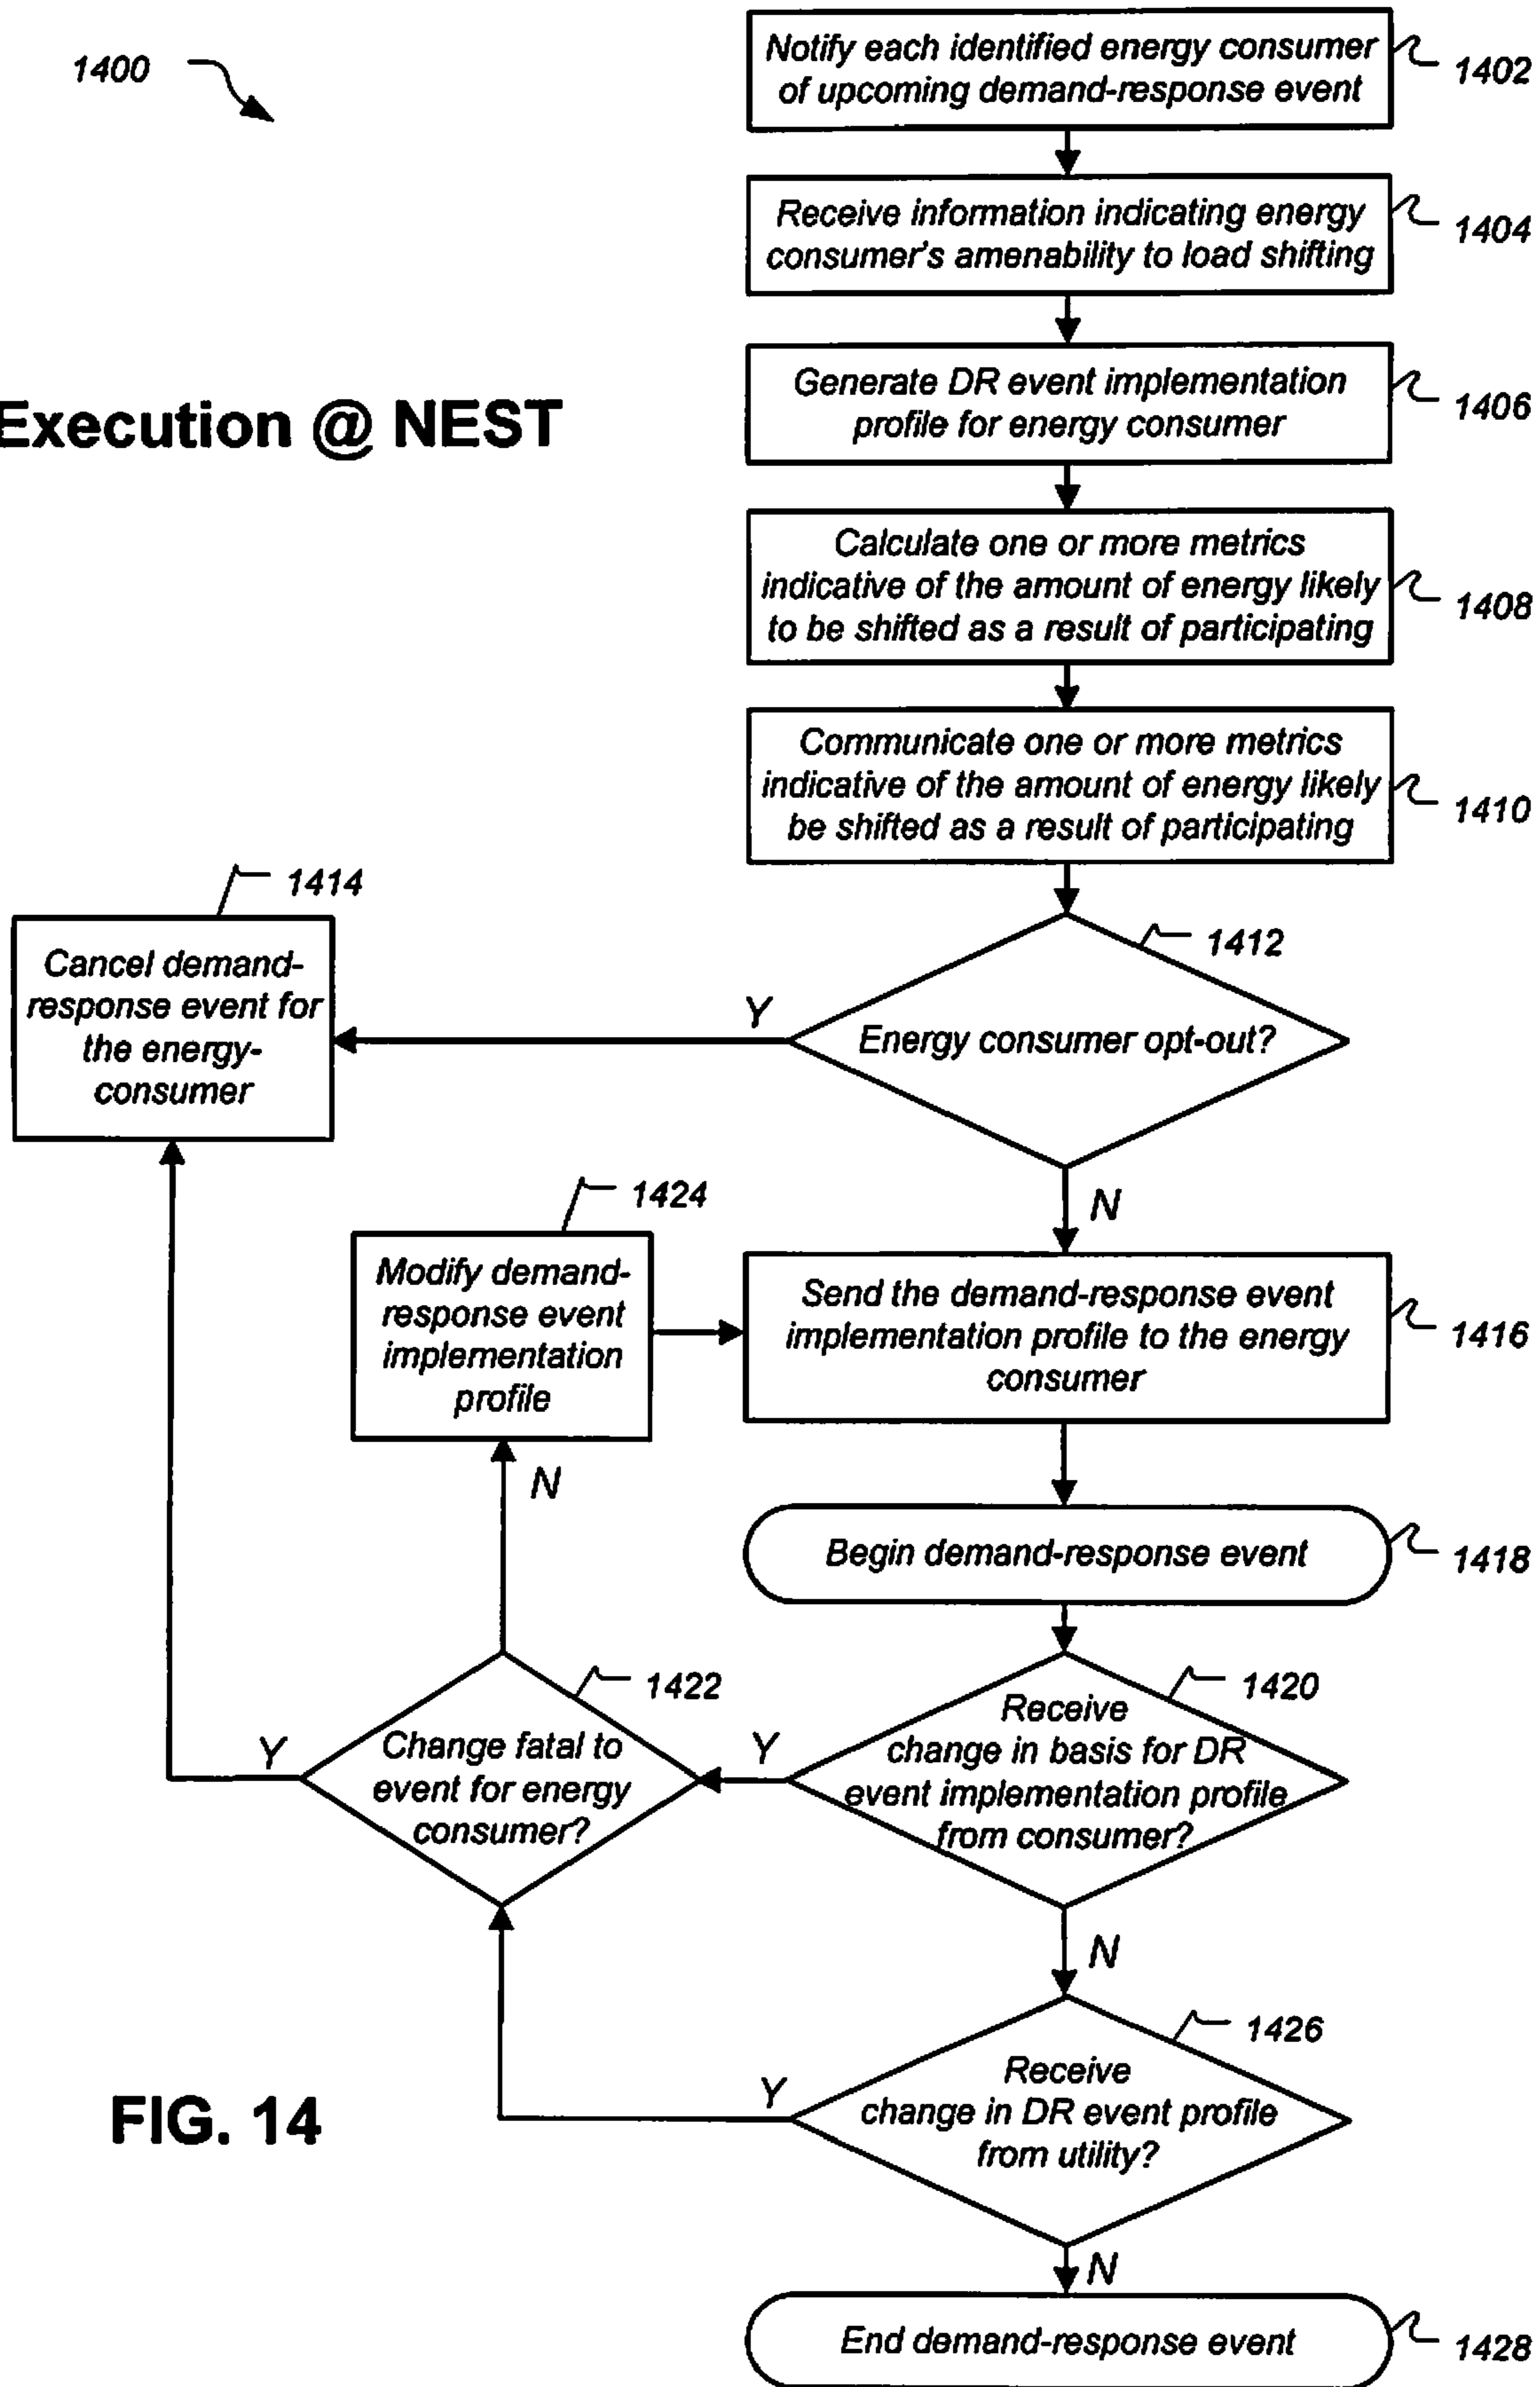 1400
Notify each identified energy consumer
of upcoming demand-response event
1402
Receive information indicating energy
consumer's amenability to load shifting
1404
Execution @ NEST
Generate DR event implementation
profile for energy consumer
1406
Calculate one or more metrics
indicative of the amount of energy likely
to be shifted as a result of participating
1408
Communicate one or more metrics
indicative of the amount of energy likely
be shifted as a result of participating
1410
1412
Energy consumer opt-out?
Y
1414
Cancel demand-
response event for
the energy-
consumer
N
1424
Modify demand-
response event
implementation
profile
Send the demand-response event
implementation profile to the energy
consumer
1416
N
Begin demand-response event
1418
1420
Receive
change in basis for DR
event implementation profile
from consumer?
Y
1422
Change fatal to
event for energy
consumer?
Y
N
1426
Receive
change in DR event profile
from utility?
Y
FIG. 14
N
End demand-response event
1428